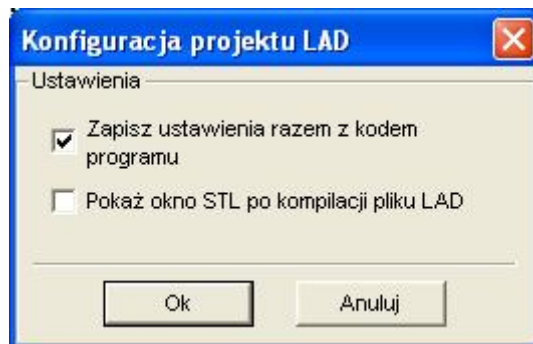 Konfiguracja projektu LAD
Ustawienia
Zapisz ustawienia razem z kodem
programu
Pokaż okno STL po kompilacji pliku LAD
Ok
Anuluj